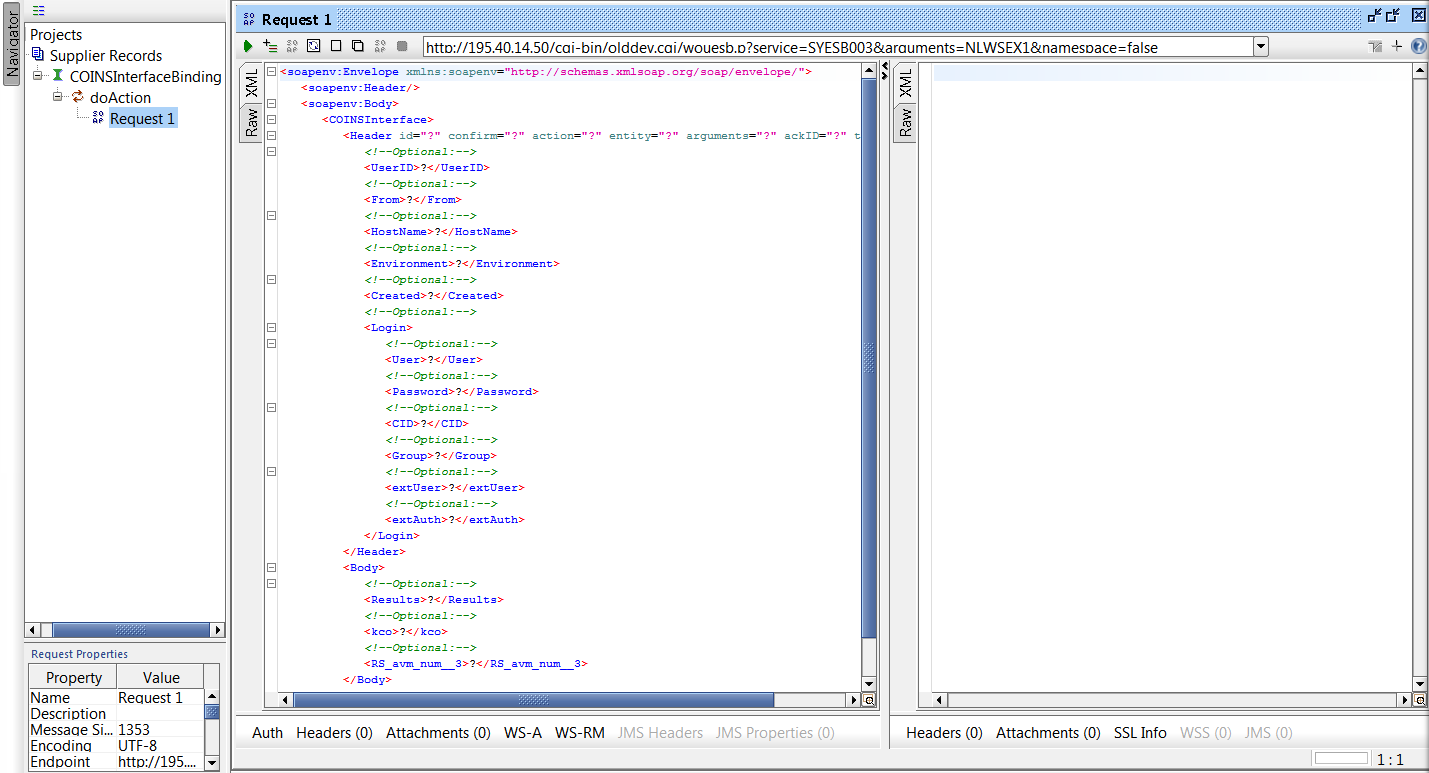 Navigator
Projects
Supplier Records
COINSInterfaceBinding
doAction
Request 1
Request Properties
Property Value
Name Request 1
Description
Message Si... 1353
Encoding UTF-8
Endpoint http://195....
Request 1
http://195.40.14.50/cgi-bin/olddev.cgi/wouesb.p?service=SYESB003&arguments=NLWSEX1&namespace=false
XML
Raw
<soapenv:Envelope xmlns:soapenv="http://schemas.xmlsoap.org/soap/envelope/">
<soapenv:Header/>
<soapenv:Body>
<COINSInterface>
<Header id="?" confirm="?" action="?" entity="?" arguments="?" ackID="?" t
<!--Optional:-->
<UserID>?</UserID>
<!--Optional:-->
<From>?</From>
<!--Optional:-->
<HostName>?</HostName>
<!--Optional:-->
<Environment>?</Environment>
<!--Optional:-->
<Created>?</Created>
<!--Optional:-->
<Login>
<!--Optional:-->
<User>?</User>
<!--Optional:-->
<Password>?</Password>
<!--Optional:-->
<CID>?</CID>
<!--Optional:-->
<Group>?</Group>
<!--Optional:-->
<extUser>?</extUser>
<!--Optional:-->
<extAuth>?</extAuth>
</Login>
</Header>
<Body>
<!--Optional:-->
<Results>?</Results>
<!--Optional:-->
<kco>?</kco>
<!--Optional:-->
<RS_avm_num__3>?</RS_avm_num__3>
</Body>
Auth Headers (0) Attachments (0) WS-A WS-RM JMS Headers JMS Properties (0)
XML
Raw
Headers (0) Attachments (0) SSL Info WSS (0) JMS (0)
1 : 1